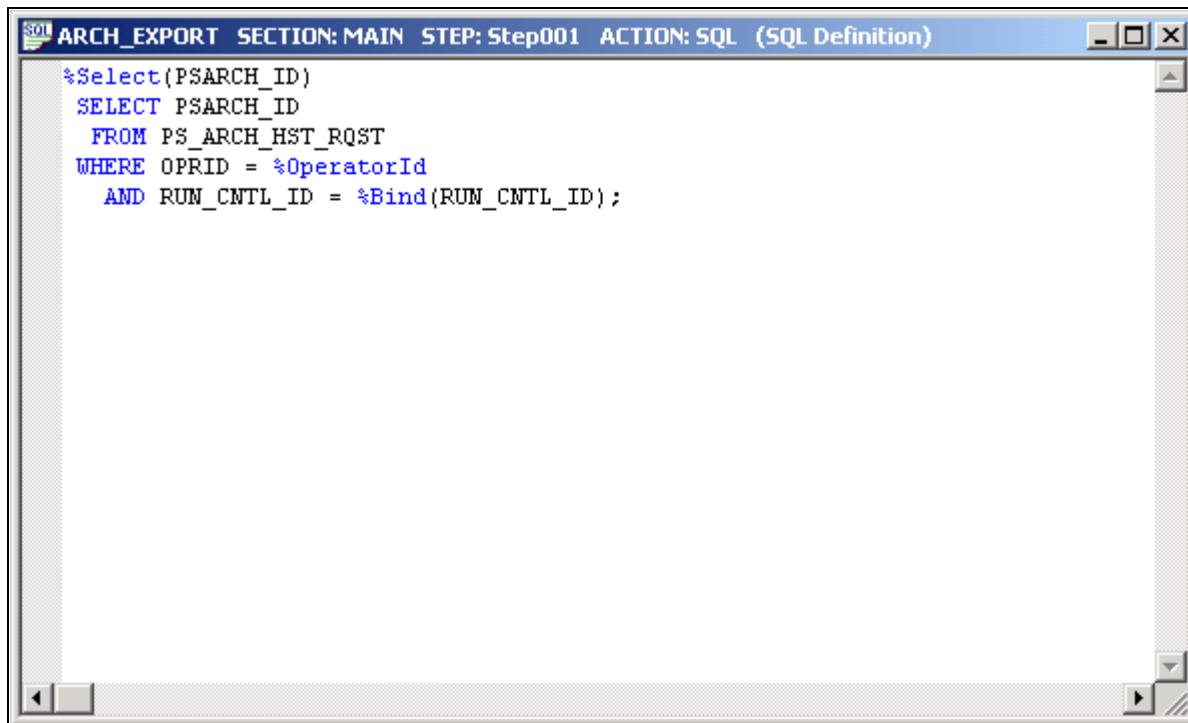 ARCH_EXPORT SECTION: MAIN STEP: Step001 ACTION: SQL (SQL Definition)
%Select(PSARCH_ID)
SELECT PSARCH_ID
FROM PS_ARCH_HST_RQST
WHERE OPRID = %OperatorId
AND RUN_CNTL_ID = %Bind(RUN_CNTL_ID);